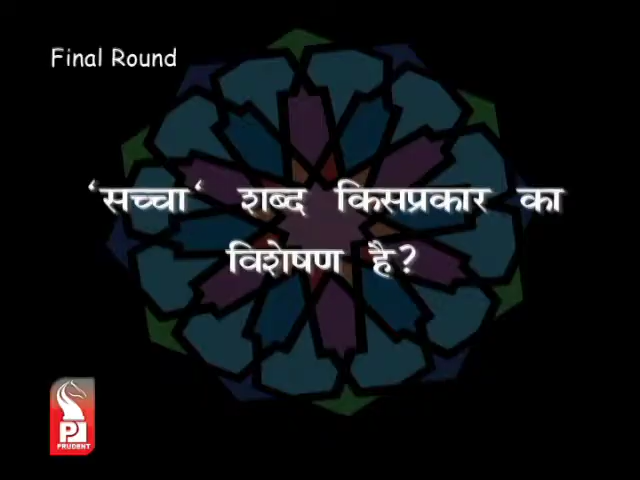 Final Round
‘सच्चा‘ शब्द किसप्रकार का
विशेषण है?
PRUDENT